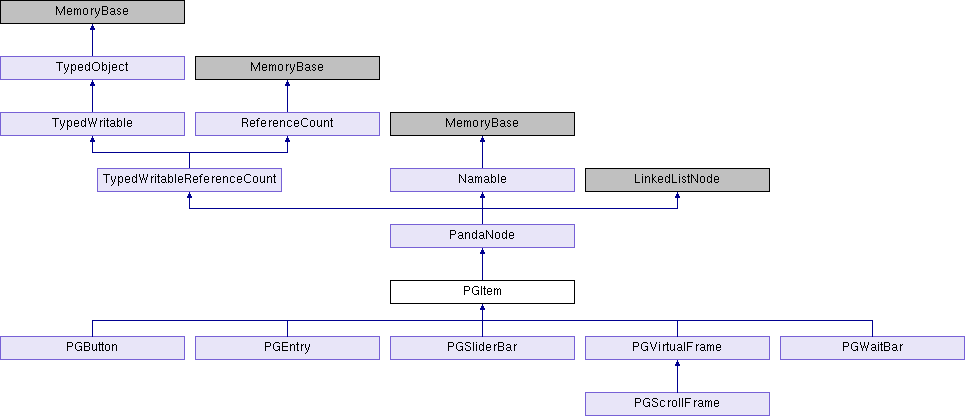 MemoryBase
TypedObject
MemoryBase
TypedWritable
ReferenceCount
MemoryBase
TypedWritableReferenceCount
Namable
LinkedListNode
PandaNode
PGItem
PGButton
PGEntry
PGSliderBar
PGVirtualFrame
PGWaitBar
PGScrollFrame